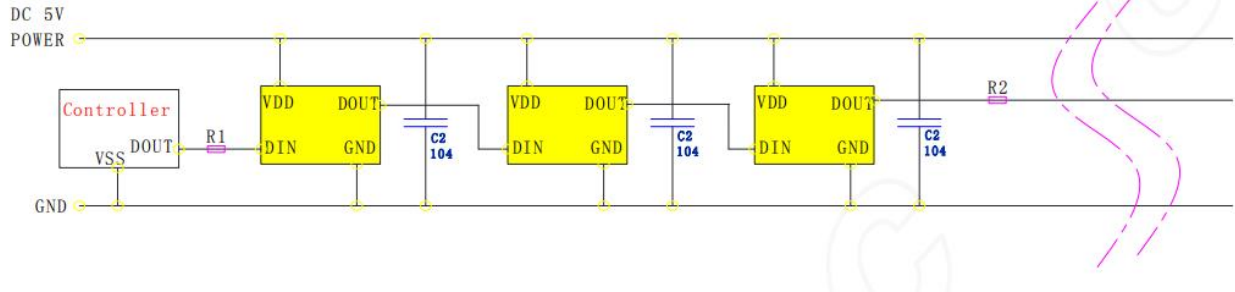 DC 5V
POWER
Controller
DOUT
VSS
R1
VDD
DOUT
DIN
GND
C2
104
VDD
DOUT
DIN
GND
C2
104
VDD
DOUT
DIN
GND
C2
104
R2
GND